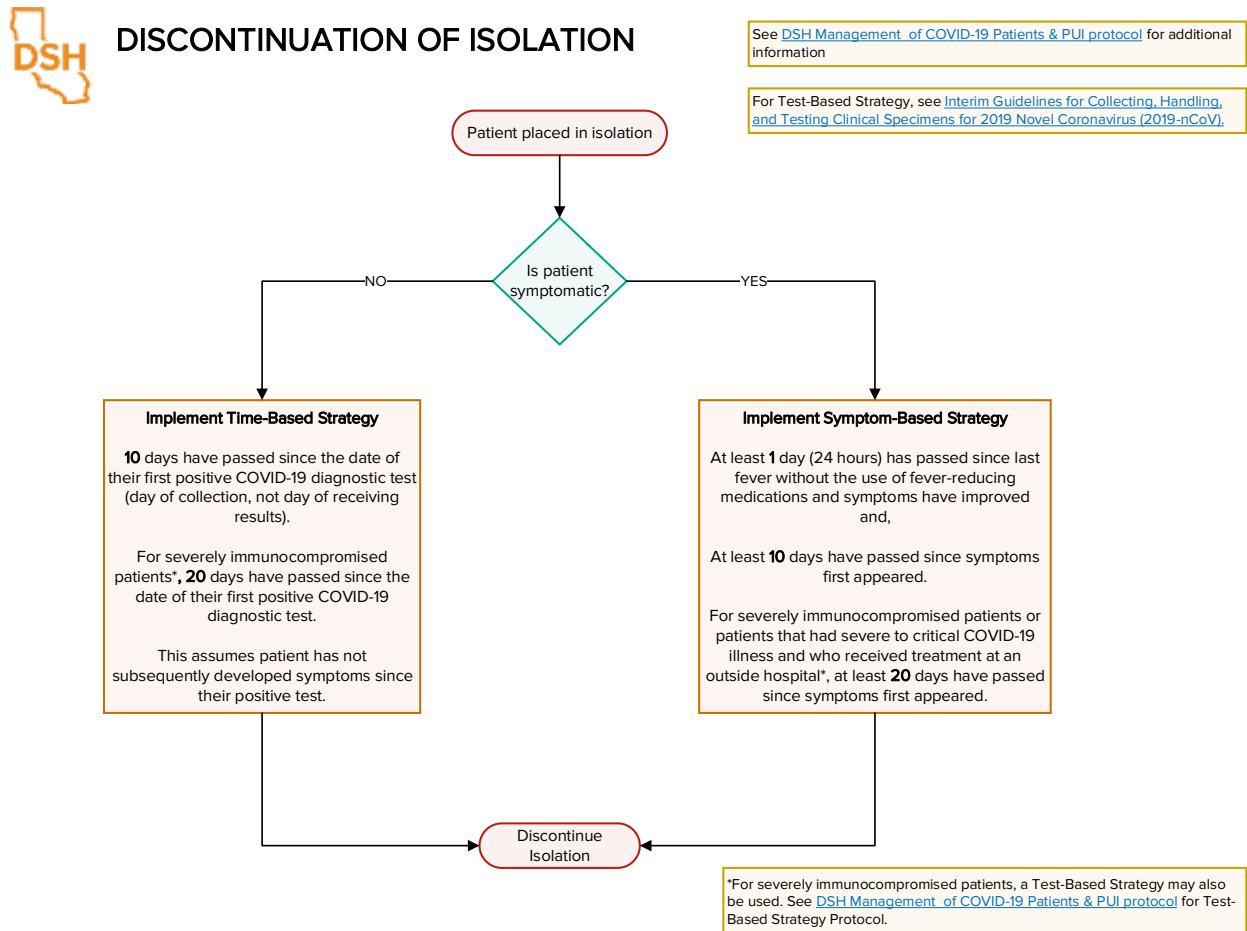 DSH
DISCONTINUATION OF ISOLATION
See DSH Management  of COVID-19 Patients & PUI protocol for additional
information
For Test-Based Strategy, see Interim Guidelines for Collecting, Handling,
and Testing Clinical Specimens for 2019 Novel Coronavirus (2019-nCoV).
Patient placed in isolation
Is patient
symptomatic?
NO
YES
Implement Time-Based Strategy
10 days have passed since the date of
their first positive COVID-19 diagnostic test
(day of collection, not day of receiving
results).
For severely immunocompromised
patients*, 20 days have passed since the
date of their first positive COVID-19
diagnostic test.
This assumes patient has not
subsequently developed symptoms since
their positive test.
Implement Symptom-Based Strategy
At least 1 day (24 hours) has passed since last
fever without the use of fever-reducing
medications and symptoms have improved
and,
At least 10 days have passed since symptoms
first appeared.
For severely immunocompromised patients or
patients that had severe to critical COVID-19
illness and who received treatment at an
outside hospital*, at least 20 days have passed
since symptoms first appeared.
Discontinue
Isolation
*For severely immunocompromised patients, a Test-Based Strategy may also
be used. See DSH Management  of COVID-19 Patients & PUI protocol for Test-
Based Strategy Protocol.